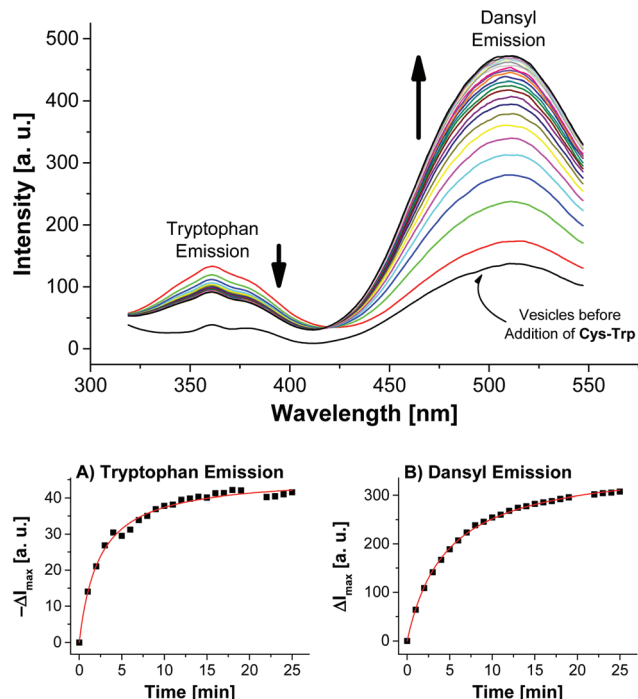 Dansyl
Emission
500
400
300
200
100
0
Intensity [a. u.]
Tryptophan
Emission
Vesicles before
Addition of Cys-Trp
300 350 400 450 500 550
Wavelength [nm]
A) Tryptophan Emission
40
30
20
10
0
–ΔImax [a. u.]
0 5 10 15 20 25
Time [min]
B) Dansyl Emission
300
200
100
0
ΔImax [a. u.]
0 5 10 15 20 25
Time [min]